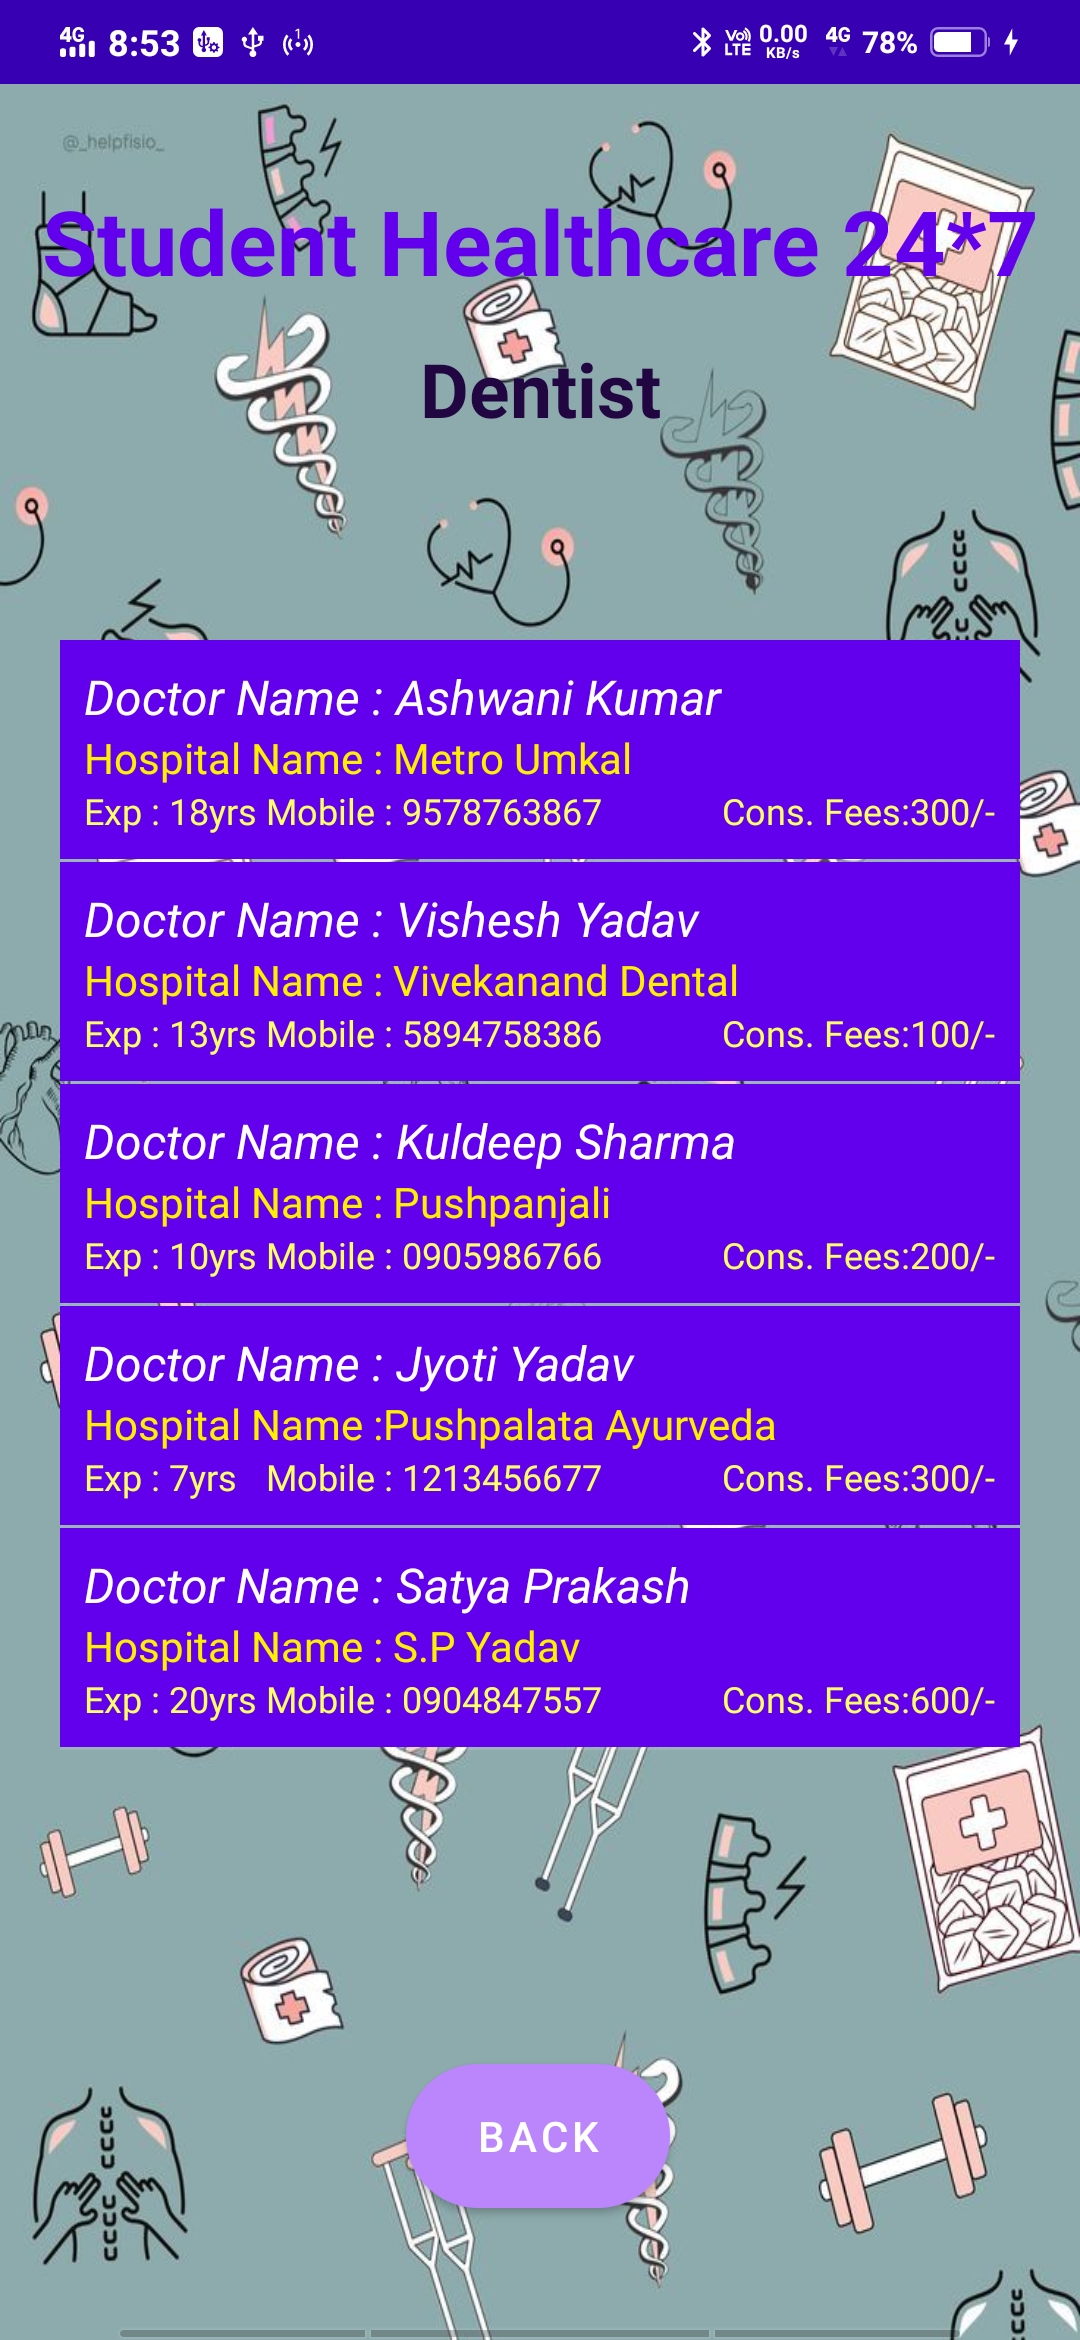 4G 8:53 1 Vo) LTE 0.00 KB/s 4G 78%
@_helpfisio_
Student Healthcare 24*7
Dentist
Doctor Name : Ashwani Kumar
Hospital Name : Metro Umkal
Exp : 18yrs Mobile : 9578763867 Cons. Fees:300/-
Doctor Name : Vishesh Yadav
Hospital Name : Vivekanand Dental
Exp : 13yrs Mobile : 5894758386 Cons. Fees:100/-
Doctor Name : Kuldeep Sharma
Hospital Name : Pushpanjali
Exp : 10yrs Mobile : 0905986766 Cons. Fees:200/-
Doctor Name : Jyoti Yadav
Hospital Name :Pushpalata Ayurveda
Exp : 7yrs Mobile : 1213456677 Cons. Fees:300/-
Doctor Name : Satya Prakash
Hospital Name : S.P Yadav
Exp : 20yrs Mobile : 0904847557 Cons. Fees:600/-
BACK